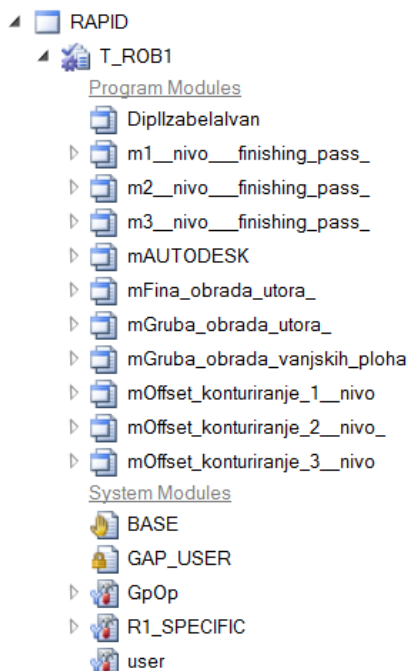 RAPID
T_ROB1
Program Modules
DiplIzabelaIvan
m1__nivo___finishing_pass_
m2__nivo___finishing_pass_
m3__nivo___finishing_pass_
mAUTODESK
mFina_obrada_utora_
mGruba_obrada_utora_
mGruba_obrada_vanjskih_ploha
mOffset_konturiranje_1__nivo
mOffset_konturiranje_2__nivo_
mOffset_konturiranje_3__nivo
System Modules
BASE
GAP_USER
GpOp
R1_SPECIFIC
user